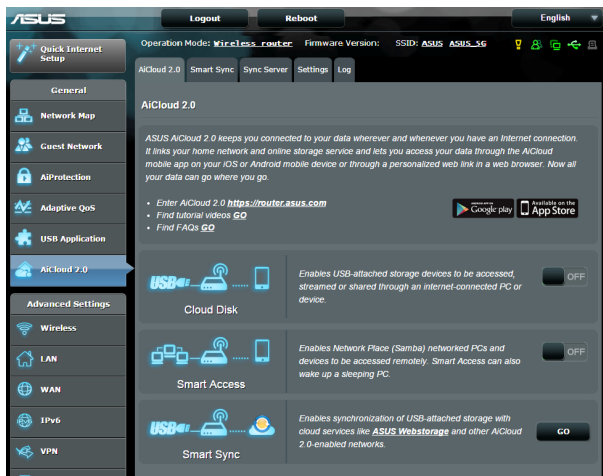 ASUS
Logout
Reboot
English
Quick Internet
Setup
Operation Mode: Wireless router Firmware Version: SSID: ASUS ASUS_5G
AiCloud 2.0
Smart Sync
Sync Server
Settings
Log
General
Network Map
Guest Network
AiProtection
Adaptive QoS
USB Application
AiCloud 2.0
Advanced Settings
Wireless
LAN
WAN
IPv6
VPN
AiCloud 2.0
ASUS AiCloud 2.0 keeps you connected to your data wherever and whenever you have an Internet connection.
It links your home network and online storage service and lets you access your data through the AiCloud
mobile app on your iOS or Android mobile device or through a personalized web link in a web browser. Now all
your data can go where you go.
• Enter AiCloud 2.0 https://router.asus.com
• Find tutorial videos GO
• Find FAQs GO
ANDROID APP ON
Google play
Available on the
App Store
USB
Cloud Disk
Enables USB-attached storage devices to be accessed,
streamed or shared through an internet-connected PC or
device.
OFF
Smart Access
Enables Network Place (Samba) networked PCs and
devices to be accessed remotely. Smart Access can also
wake up a sleeping PC.
OFF
USB
Smart Sync
Enables synchronization of USB-attached storage with
cloud services like ASUS Webstorage and other AiCloud
2.0-enabled networks.
GO